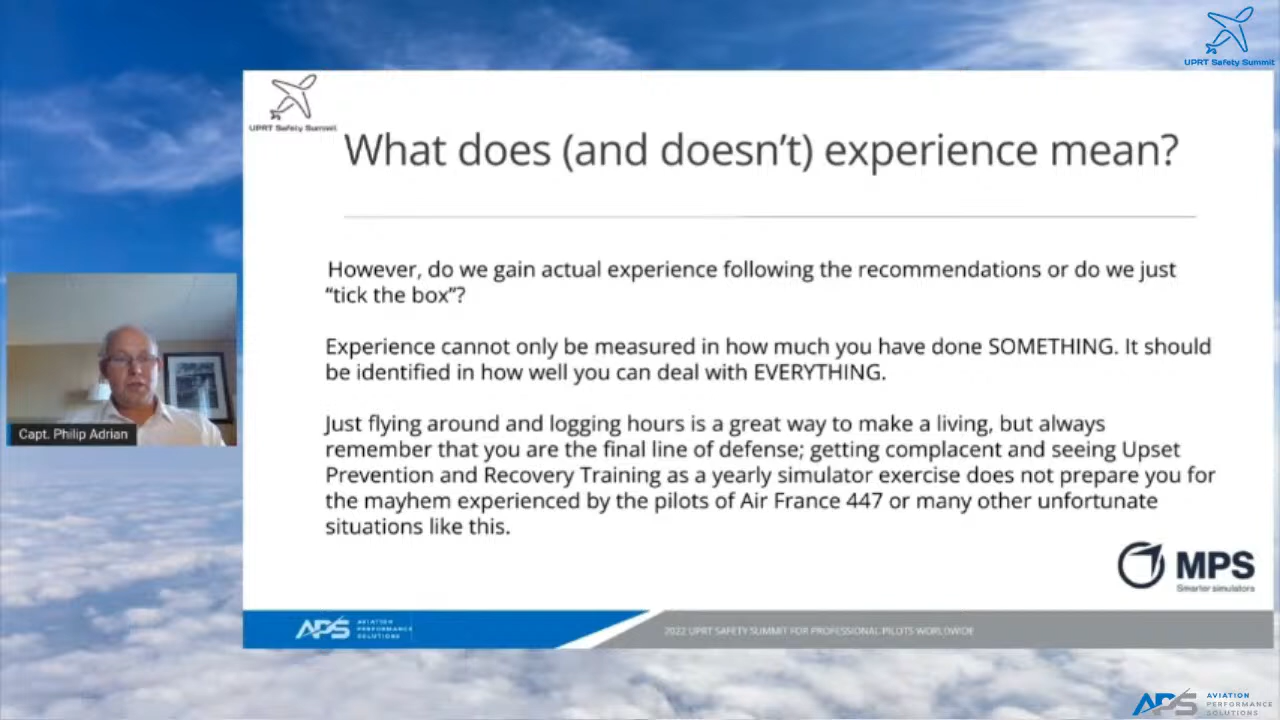 UPRT Safety Summit
UPRT Safety Summit
What does (and doesn't) experience mean?
However, do we gain actual experience following the recommendations or do we just
"tick the box"?
Experience cannot only be measured in how much you have done SOMETHING. It should
be identified in how well you can deal with EVERYTHING.
Just flying around and logging hours is a great way to make a living, but always
remember that you are the final line of defense; getting complacent and seeing Upset
Prevention and Recovery Training as a yearly simulator exercise does not prepare you for
the mayhem experienced by the pilots of Air France 447 or many other unfortunate
situations like this.
Capt. Philip Adrian
MPS
Smarter simulators
APS AVIATION
PERFORMANCE
SOLUTIONS
2022 UPRT SAFETY SUMMIT FOR PROFESSIONAL PILOTS WORLDWIDE
APS AVIATION
PERFORMANCE
SOLUTIONS